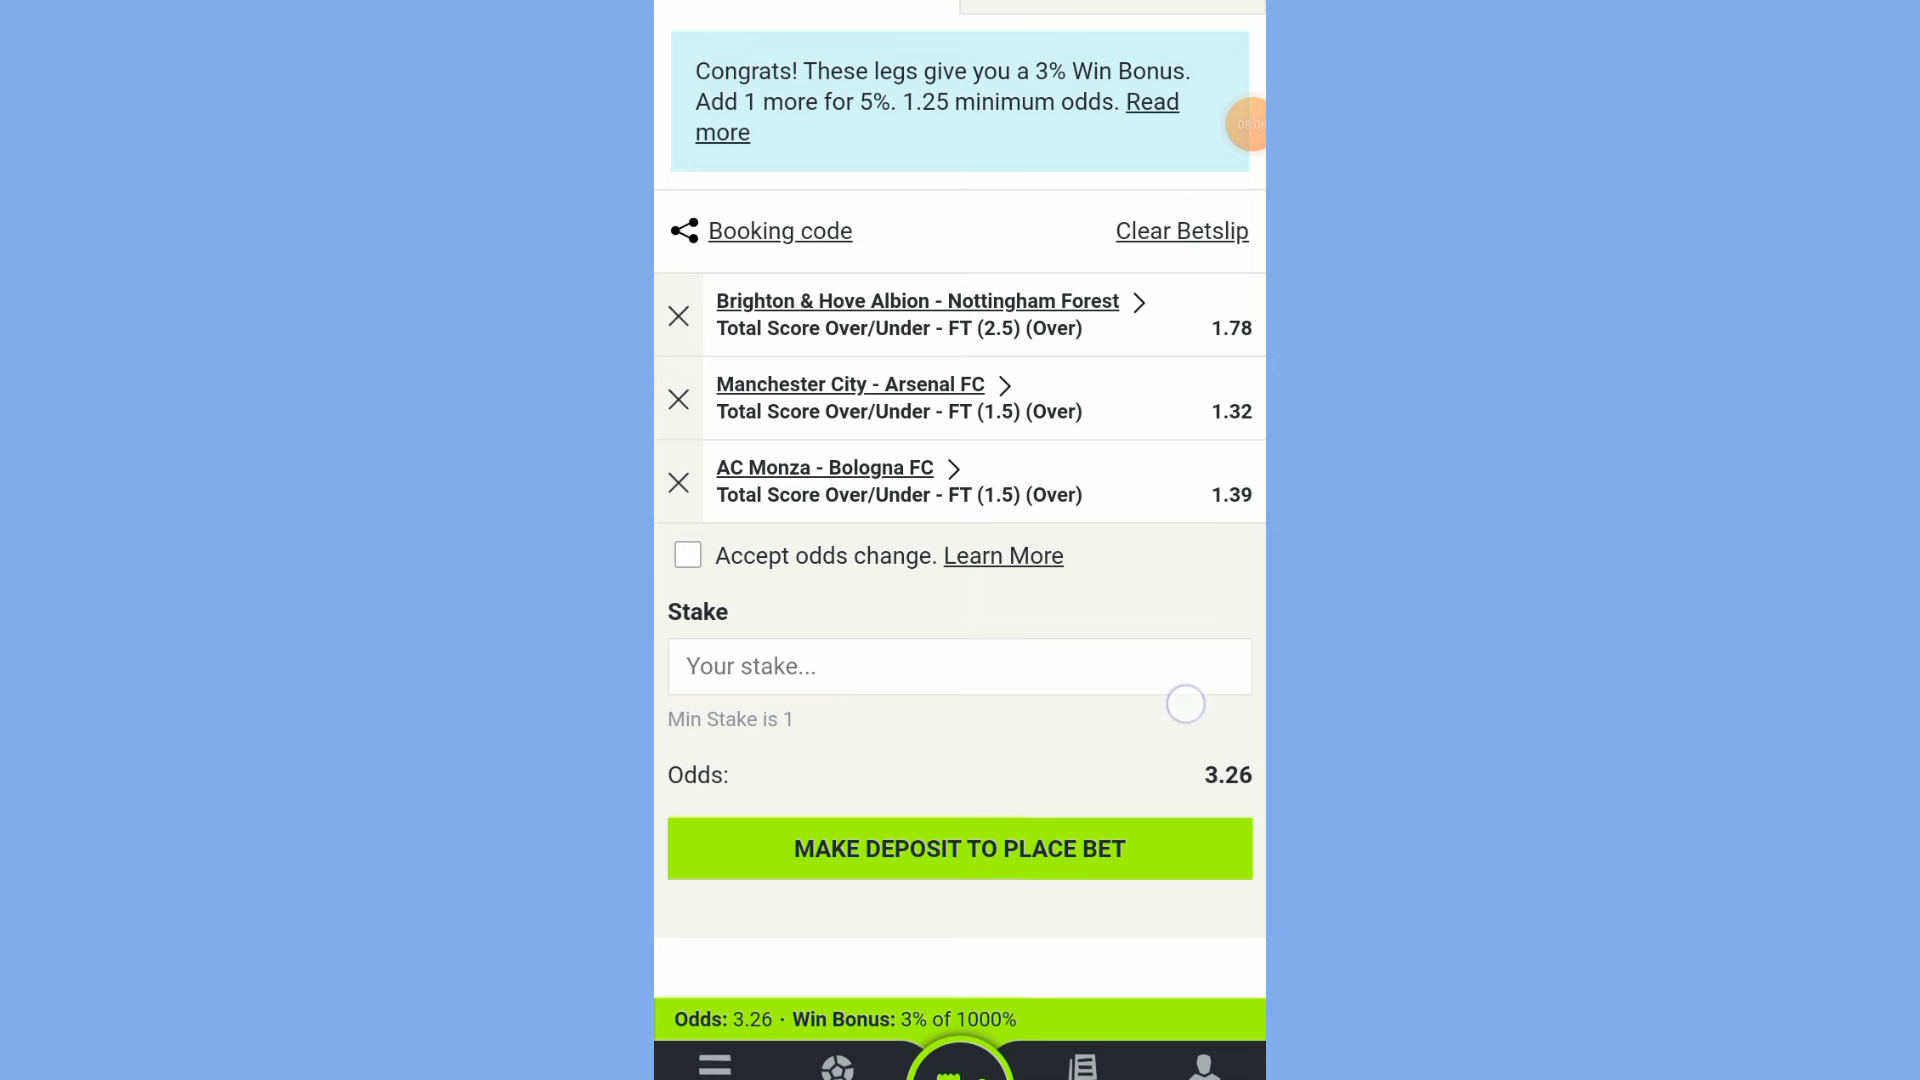 Congrats! These legs give you a 3% Win Bonus.
Add 1 more for 5%. 1.25 minimum odds. Read
more
08:06
Booking code
Clear Betslip
Brighton & Hove Albion - Nottingham Forest
Total Score Over/Under - FT (2.5) (Over) 1.78
Manchester City - Arsenal FC
Total Score Over/Under - FT (1.5) (Over) 1.32
AC Monza - Bologna FC
Total Score Over/Under - FT (1.5) (Over) 1.39
Accept odds change. Learn More
Stake
Your stake...
Min Stake is 1
Odds: 3.26
MAKE DEPOSIT TO PLACE BET
Odds: 3.26 · Win Bonus: 3% of 1000%